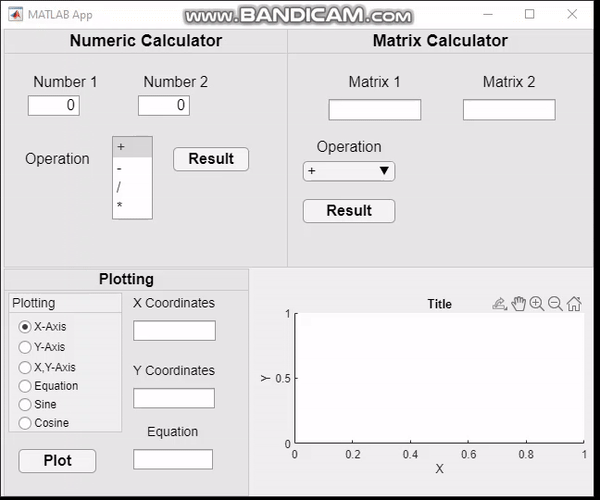 MATLAB App
www.BANDICAM.com
Numeric Calculator
Matrix Calculator
Number 1
Number 2
0
0
Matrix 1
Matrix 2
Operation
+
-
/
*
Result
Operation
+
Result
Plotting
Plotting
X-Axis
Y-Axis
X,Y-Axis
Equation
Sine
Cosine
Plot
X Coordinates
Y Coordinates
Equation
Title
1
0.5
0
Y
0
0.2
0.4
0.6
0.8
1
X